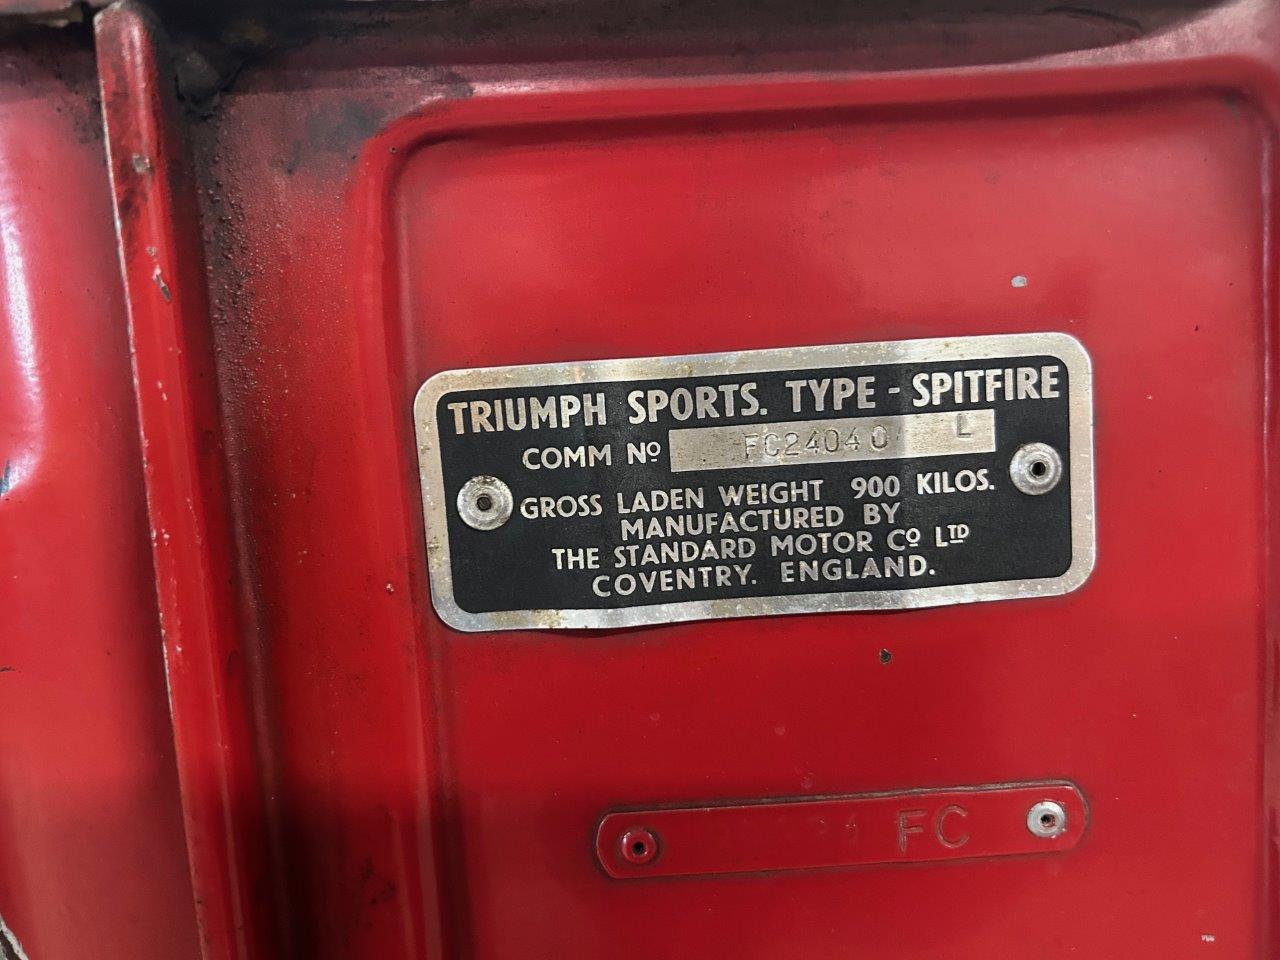 TRIUMPH SPORTS. TYPE - SPITFIRE
COMM Nº FC24040 L
GROSS LADEN WEIGHT 900 KILOS.
MANUFACTURED BY
THE STANDARD MOTOR Cº LTD
COVENTRY. ENGLAND.
FC